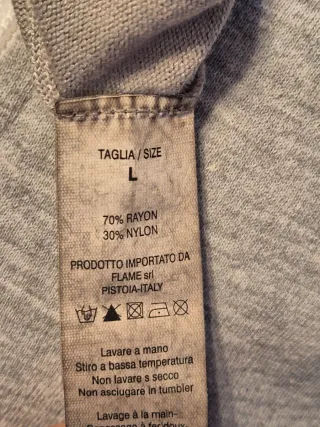 TAGLIA / SIZE
L
70% RAYON
30% NYLON
PRODOTTO IMPORTATO DA
FLAME srl
PISTOIA-ITALY
Lavare a mano
Stiro a bassa temperatura
Non lavare s secco
Non asciugare in tumbler
Lavage à la main-